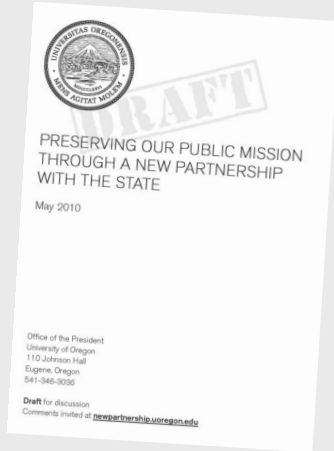 UNIVERSITAS OREGONENSIS
MENS AGITAT MOLEM
DRAFT
PRESERVING OUR PUBLIC MISSION
THROUGH A NEW PARTNERSHIP
WITH THE STATE
May 2010
Office of the President
University of Oregon
110 Johnson Hall
Eugene, Oregon
541-346-3036
Draft for discussion
Comments invited at newpartnership.uoregon.edu